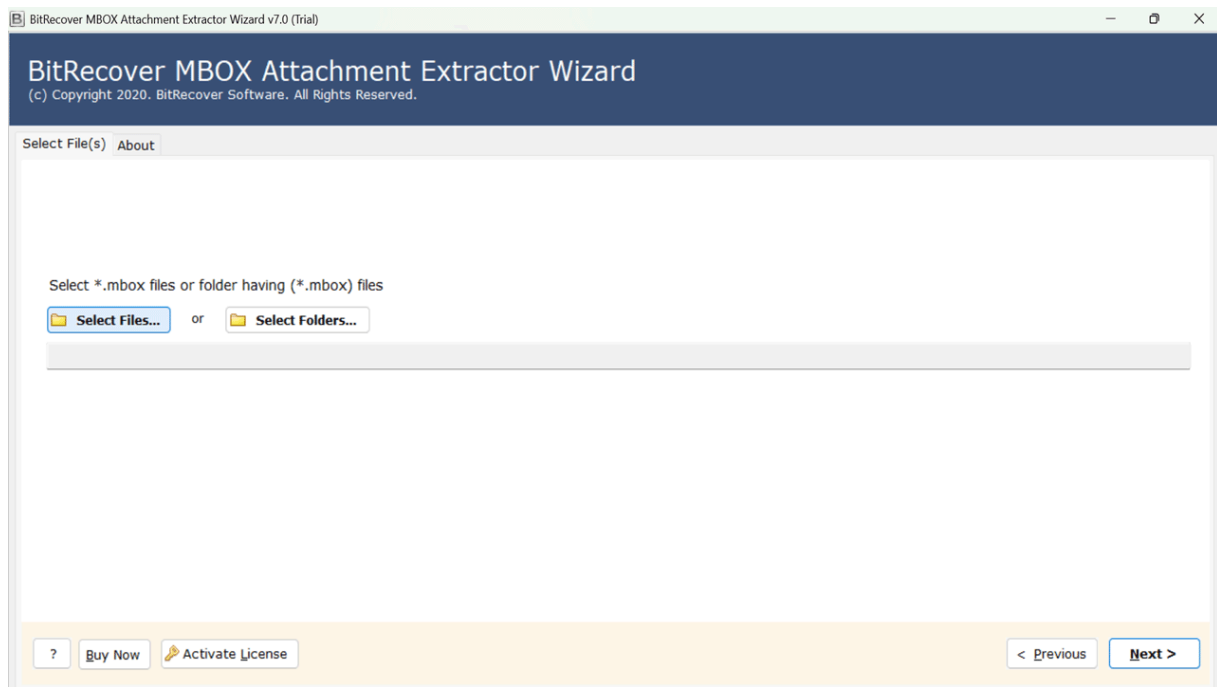 BitRecover MBOX Attachment Extractor Wizard v7.0 (Trial)
BitRecover MBOX Attachment Extractor Wizard
(c) Copyright 2020. BitRecover Software. All Rights Reserved.
Select File(s) About
Select *.mbox files or folder having (*.mbox) files
Select Files... or Select Folders...
? Buy Now Activate License < Previous Next >